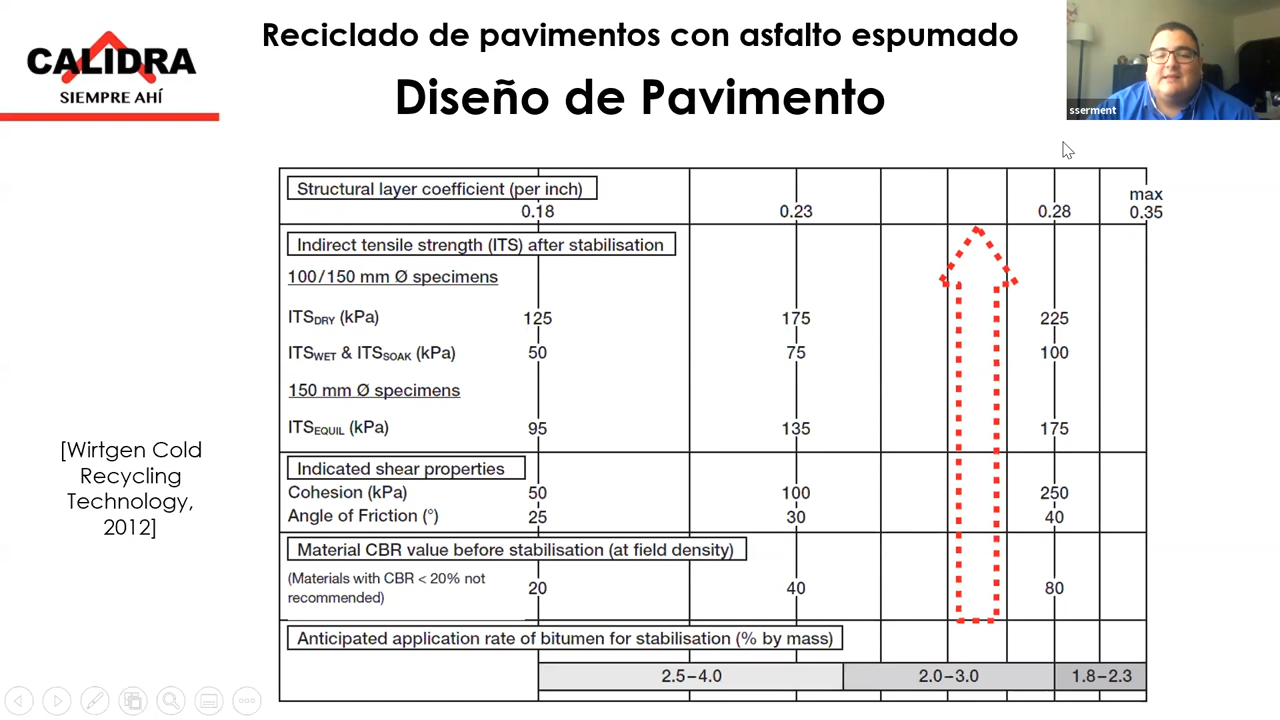 Reciclado de pavimentos con asfalto espumado
CALIDRA
SIEMPRE AHÍ
Diseño de Pavimento
sserment
Structural layer coefficient (per inch)
0.18 0.23 0.28 max 0.35
Indirect tensile strength (ITS) after stabilisation
100/150 mm Ø specimens
ITSDRY (kPa) 125 175 225
ITSWET & ITSSOAK (kPa) 50 75 100
150 mm Ø specimens
ITSEQUIL (kPa) 95 135 175
Indicated shear properties
Cohesion (kPa) 50 100 250
Angle of Friction (°) 25 30 40
Material CBR value before stabilisation (at field density)
(Materials with CBR < 20% not
recommended)
20 40 80
Anticipated application rate of bitumen for stabilisation (% by mass)
2.5–4.0 2.0–3.0 1.8–2.3
[Wirtgen Cold
Recycling
Technology,
2012]